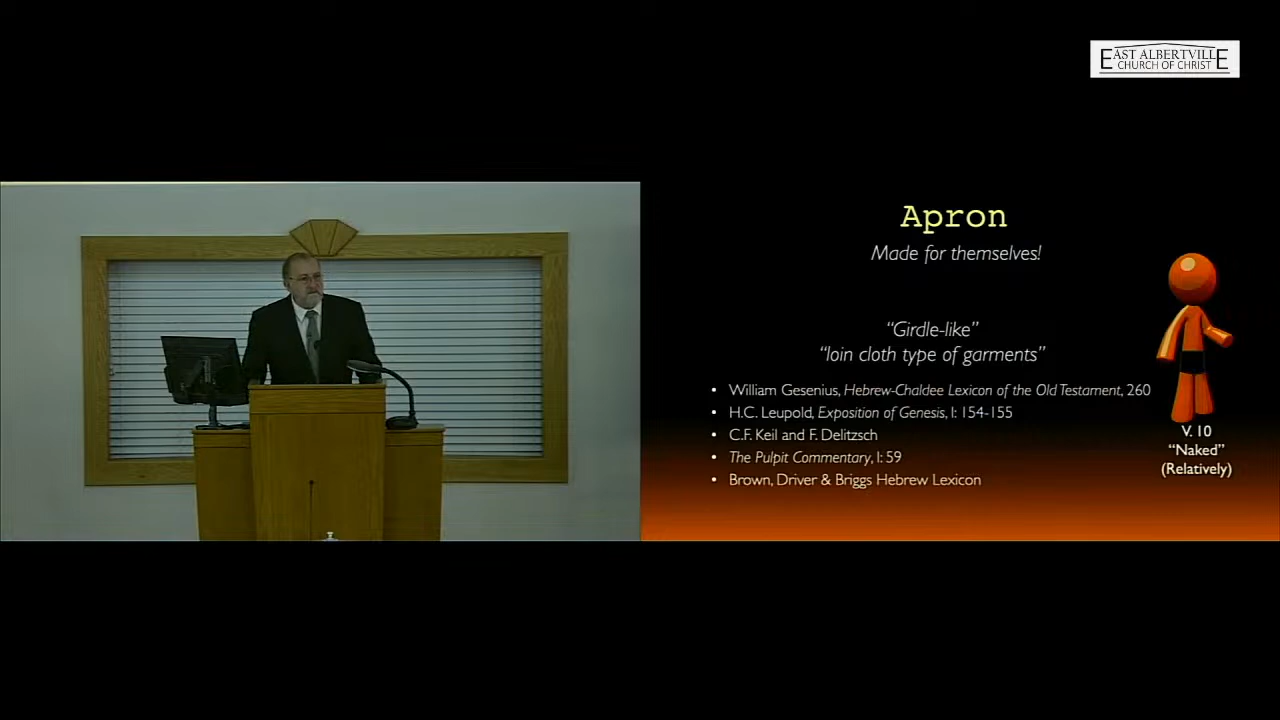 EAST ALBERTVILLE
CHURCH OF CHRIST
Apron
Made for themselves!
“Girdle-like”
“loin cloth type of garments”
• William Gesenius, Hebrew-Chaldee Lexicon of the Old Testament, 260
• H.C. Leupold, Exposition of Genesis, I: 154-155
• C.F. Keil and F. Delitzsch
• The Pulpit Commentary, I: 59
• Brown, Driver & Briggs Hebrew Lexicon
V. 10
“Naked”
(Relatively)